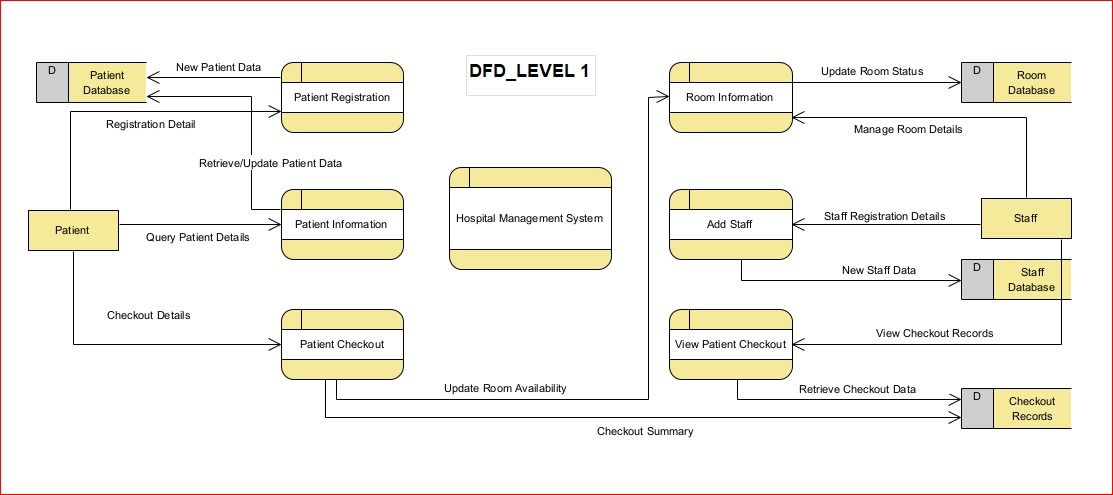 DFD_LEVEL 1
D
Patient
Database
New Patient Data
Patient Registration
Registration Detail
Retrieve/Update Patient Data
Patient
Query Patient Details
Patient Information
Checkout Details
Patient Checkout
Hospital Management System
Update Room Availability
Checkout Summary
Room Information
Update Room Status
D
Room
Database
Manage Room Details
Add Staff
Staff Registration Details
Staff
New Staff Data
D
Staff
Database
View Checkout Records
View Patient Checkout
Retrieve Checkout Data
D
Checkout
Records